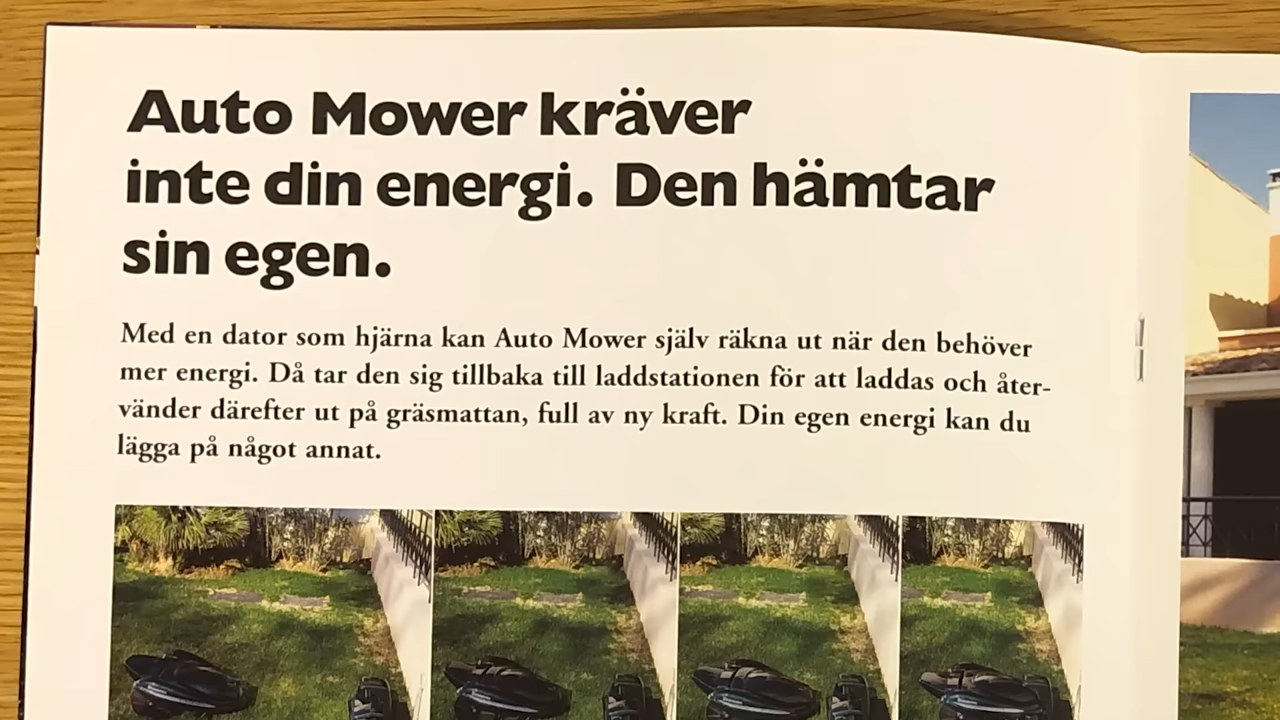 Auto Mower kräver
inte din energi. Den hämtar
sin egen.
Med en dator som hjärna kan Auto Mower själv räkna ut när den behöver
mer energi. Då tar den sig tillbaka till laddstationen för att laddas och åter-
vänder därefter ut på gräsmattan, full av ny kraft. Din egen energi kan du
lägga på något annat.